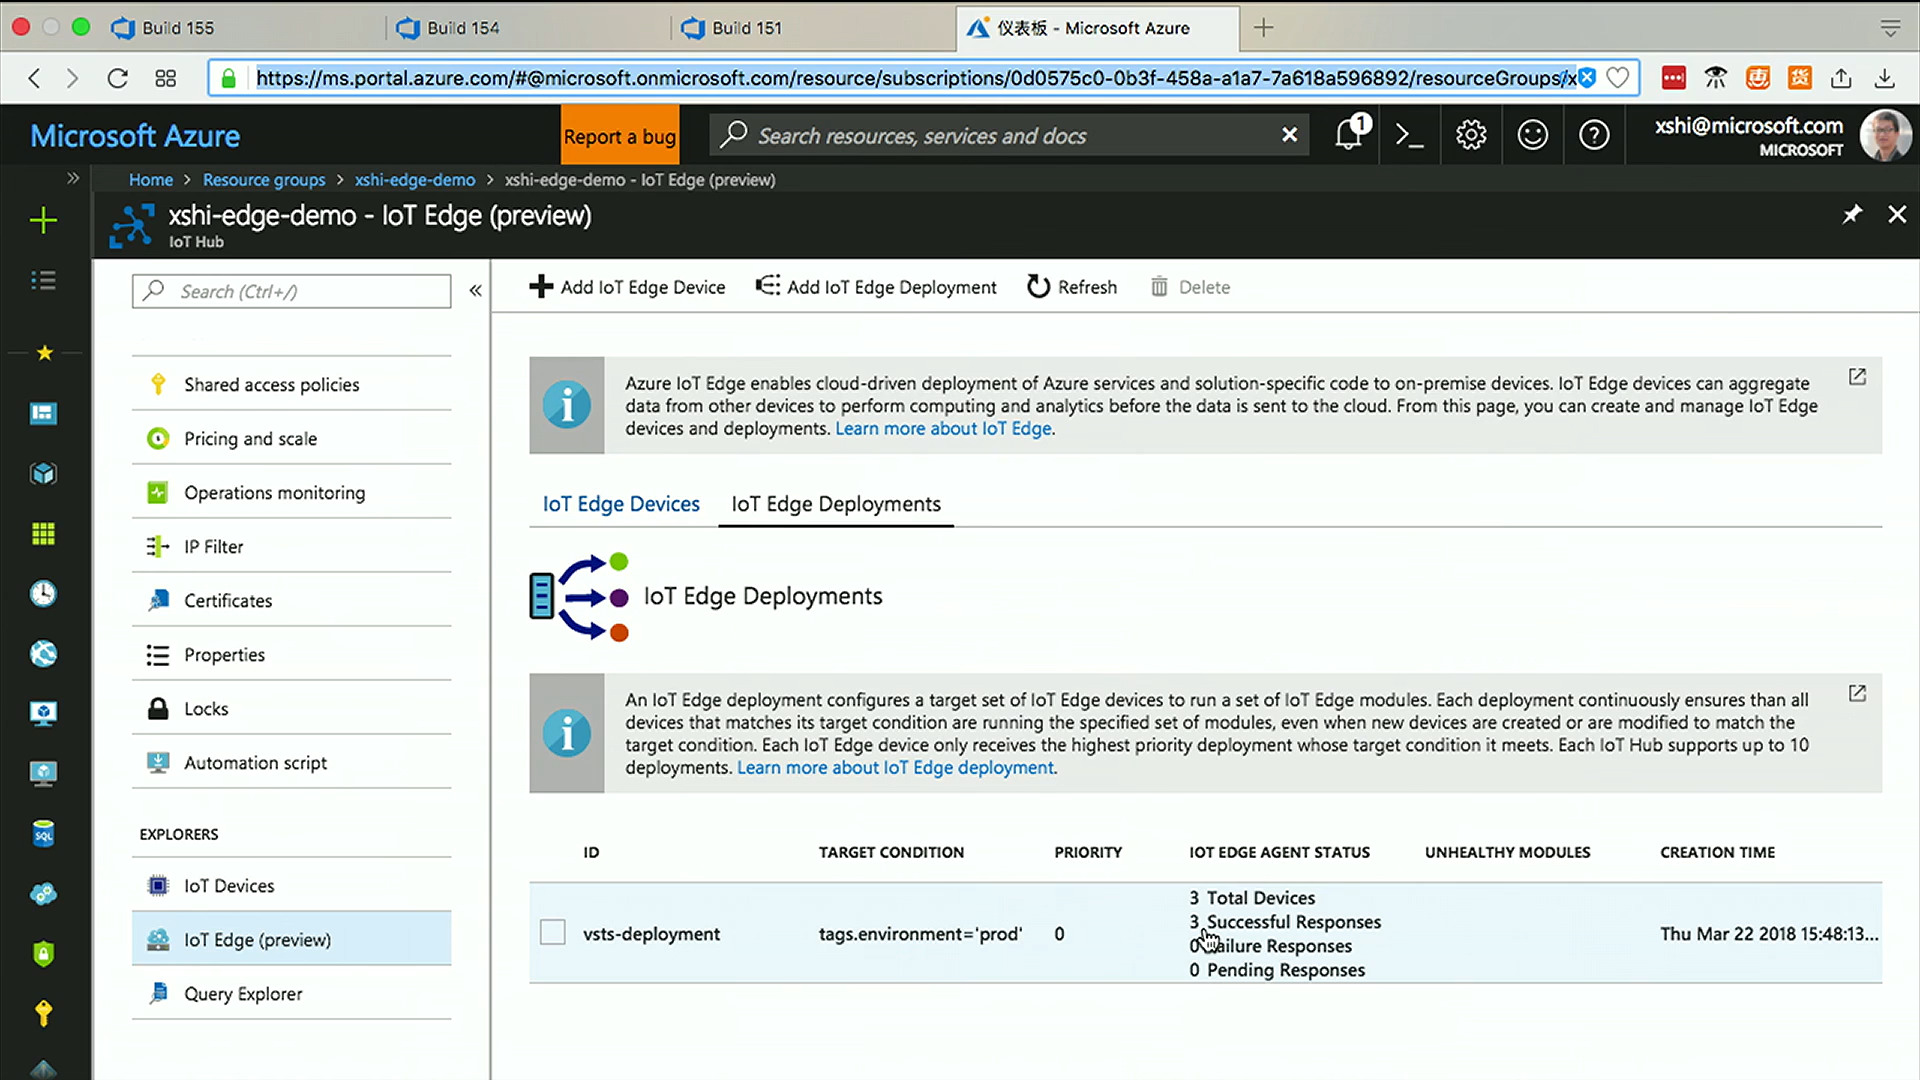 Build 155
Build 154
Build 151
仪表板 - Microsoft Azure
https://ms.portal.azure.com/#@microsoft.onmicrosoft.com/resource/subscriptions/0d0575c0-0b3f-458a-a1a7-7a618a596892/resourceGroups/x
惠
货
Microsoft Azure
Report a bug
Search resources, services and docs
1
xshi@microsoft.com
MICROSOFT
Home > Resource groups > xshi-edge-demo > xshi-edge-demo - IoT Edge (preview)
xshi-edge-demo - IoT Edge (preview)
IoT Hub
Search (Ctrl+/)
Add IoT Edge Device
Add IoT Edge Deployment
Refresh
Delete
Shared access policies
Pricing and scale
Operations monitoring
IP Filter
Certificates
Properties
Locks
Automation script
EXPLORERS
IoT Devices
IoT Edge (preview)
Query Explorer
SQL
Azure IoT Edge enables cloud-driven deployment of Azure services and solution-specific code to on-premise devices. IoT Edge devices can aggregate
data from other devices to perform computing and analytics before the data is sent to the cloud. From this page, you can create and manage IoT Edge
devices and deployments. Learn more about IoT Edge.
IoT Edge Devices
IoT Edge Deployments
IoT Edge Deployments
An IoT Edge deployment configures a target set of IoT Edge devices to run a set of IoT Edge modules. Each deployment continuously ensures than all
devices that matches its target condition are running the specified set of modules, even when new devices are created or are modified to match the
target condition. Each IoT Edge device only receives the highest priority deployment whose target condition it meets. Each IoT Hub supports up to 10
deployments. Learn more about IoT Edge deployment.
ID
TARGET CONDITION
PRIORITY
IOT EDGE AGENT STATUS
UNHEALTHY MODULES
CREATION TIME
vsts-deployment
tags.environment='prod'
0
3 Total Devices
3 Successful Responses
0 Failure Responses
0 Pending Responses
Thu Mar 22 2018 15:48:13...